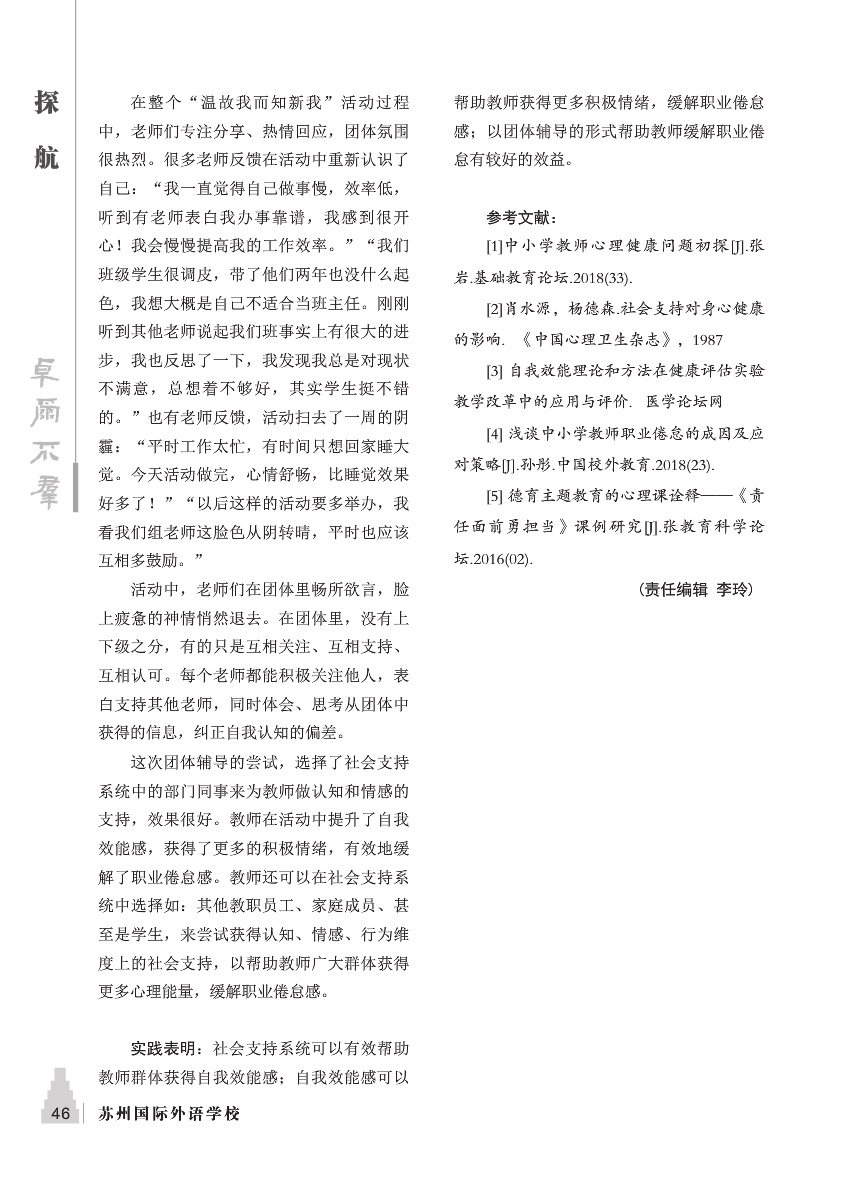 探
航
卓尔不群
在整个“温故我而知新我”活动过程
中，老师们专注分享、热情回应，团体氛围
很热烈。很多老师反馈在活动中重新认识了
自己：“我一直觉得自己做事慢，效率低，
听到有老师表白我办事靠谱，我感到很开
心！我会慢慢提高我的工作效率。”“我们
班级学生很调皮，带了他们两年也没什么起
色，我想大概是自己不适合当班主任。刚刚
听到其他老师说起我们班事实上有很大的进
步，我也反思了一下，我发现我总是对现状
不满意，总想着不够好，其实学生挺不错
的。”也有老师反馈，活动扫去了一周的阴
霾：“平时工作太忙，有时间只想回家睡大
觉。今天活动做完，心情舒畅，比睡觉效果
好多了！”“以后这样的活动要多举办，我
看我们组老师这脸色从阴转晴，平时也应该
互相多鼓励。”
活动中，老师们在团体里畅所欲言，脸
上疲惫的神情悄然退去。在团体里，没有上
下级之分，有的只是互相关注、互相支持、
互相认可。每个老师都能积极关注他人，表
白支持其他老师，同时体会、思考从团体中
获得的信息，纠正自我认知的偏差。
这次团体辅导的尝试，选择了社会支持
系统中的部门同事来为教师做认知和情感的
支持，效果很好。教师在活动中提升了自我
效能感，获得了更多的积极情绪，有效地缓
解了职业倦怠感。教师还可以在社会支持系
统中选择如：其他教职员工、家庭成员、甚
至是学生，来尝试获得认知、情感、行为维
度上的社会支持，以帮助教师广大群体获得
更多心理能量，缓解职业倦怠感。
实践表明：社会支持系统可以有效帮助
教师群体获得自我效能感；自我效能感可以
帮助教师获得更多积极情绪，缓解职业倦怠
感；以团体辅导的形式帮助教师缓解职业倦
怠有较好的效益。
参考文献：
[1]中小学教师心理健康问题初探[J].张
岩.基础教育论坛.2018(33).
[2]肖水源，杨德森.社会支持对身心健康
的影响. 《中国心理卫生杂志》，1987
[3] 自我效能理论和方法在健康评估实验
教学改革中的应用与评价. 医学论坛网
[4] 浅谈中小学教师职业倦怠的成因及应
对策略[J].孙彤.中国校外教育.2018(23).
[5] 德育主题教育的心理课诠释——《责
任面前勇担当》课例研究[J].张教育科学论
坛.2016(02).
(责任编辑 李玲)
46 苏州国际外语学校